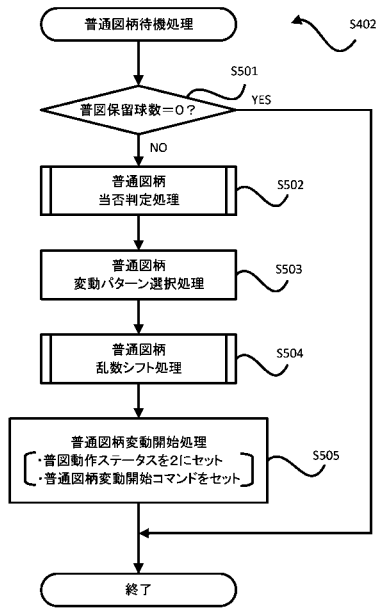 普通図柄待機処理
S402
S501
普図保留球数＝０？
YES
NO
普通図柄
当否判定処理
S502
普通図柄
変動パターン選択処理
S503
普通図柄
乱数シフト処理
S504
普通図柄変動開始処理
・普図動作ステータスを２にセット
・普通図柄変動開始コマンドをセット
S505
終了